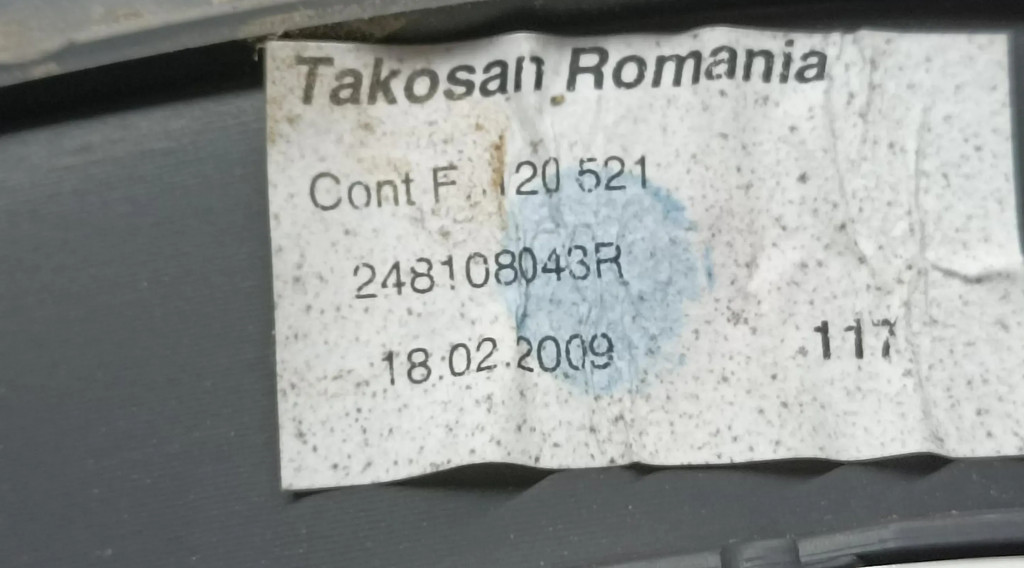 Takosan Romania
Cont F 120 521
248108043R
18.02.2009 117